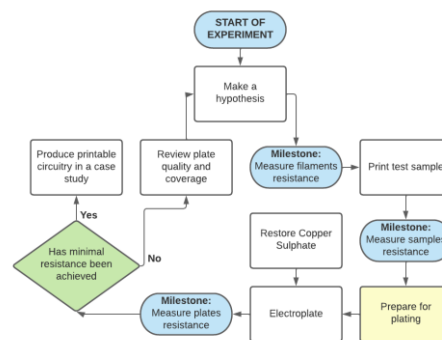 START OF
EXPERIMENT
Make a
hypothesis
Produce printable
circuitry in a case
study
Review plate
quality and
coverage
Milestone:
Measure filaments
resistance
Print test sample
Yes
Has minimal
resistance been
achieved
No
Restore Copper
Sulphate
Milestone:
Measure samples
resistance
Milestone:
Measure plates
resistance
Electroplate
Prepare for
plating